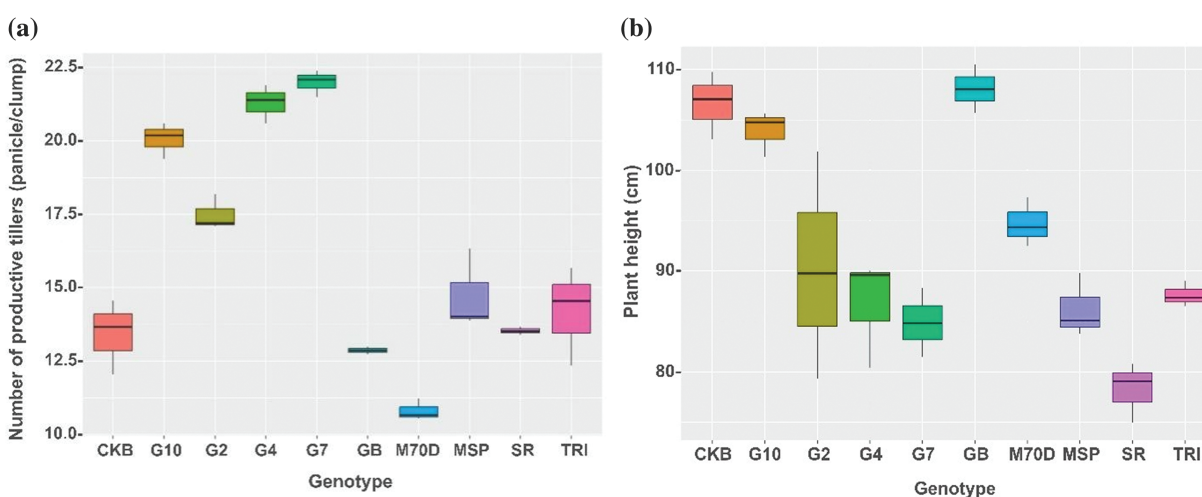 (a)
Number of productive tillers (panicle/clump)
22.5
20.0
17.5
15.0
12.5
10.0
CKB G10 G2 G4 G7 GB M70D MSP SR TRI
Genotype
(b)
Plant height (cm)
110
100
90
80
CKB G10 G2 G4 G7 GB M70D MSP SR TRI
Genotype